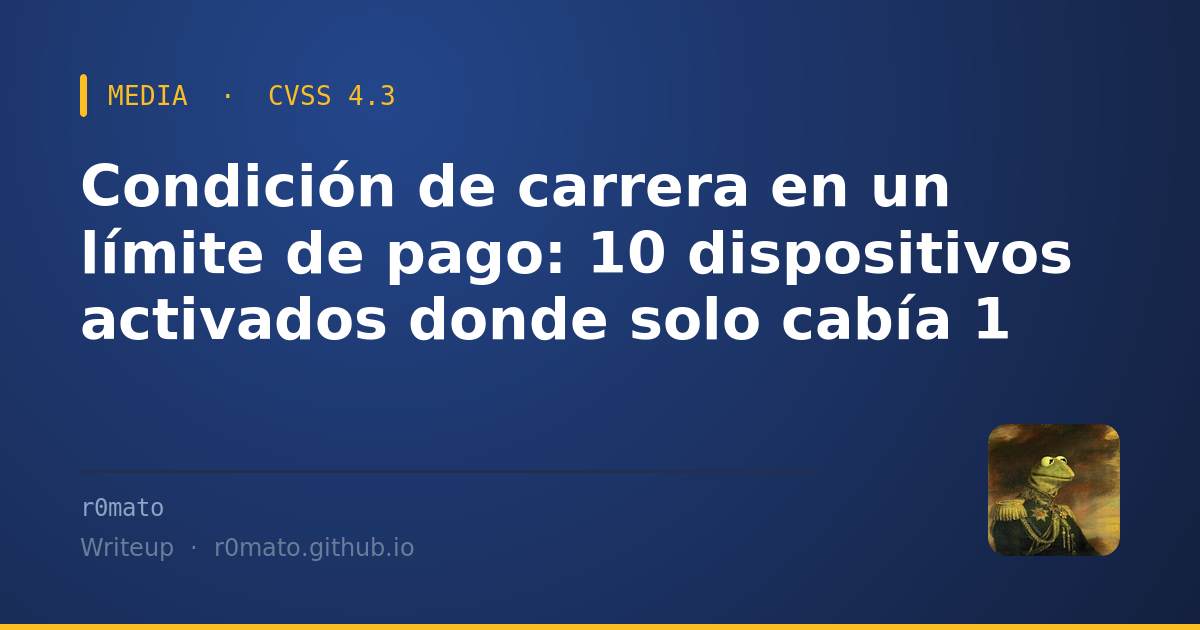 MEDIA · CVSS 4.3
Condición de carrera en un
límite de pago: 10 dispositivos
activados donde solo cabía 1
r0mato
Writeup · r0mato.github.io